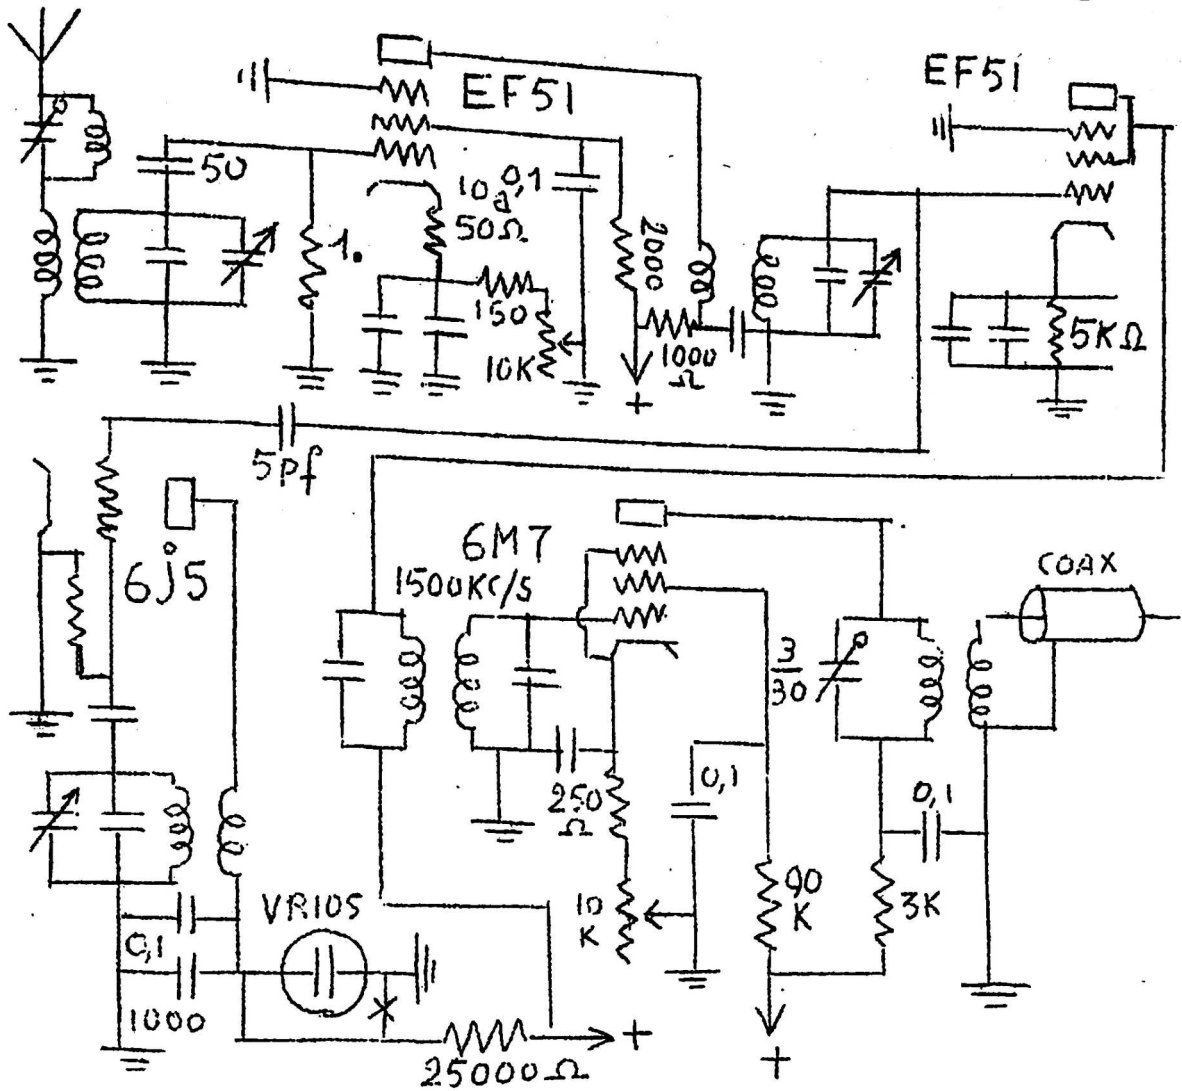 EF51
EF51
50
10a
0,1
50Ω
1.
2000
150
10K
1000
Ω
+
5KΩ
5pf
6J5
6M7
1500KC/S
COAX
3
30
250
Ω
0,1
0,1
10
K
90
K
3K
VR105
0,1
1000
25000Ω
+
+